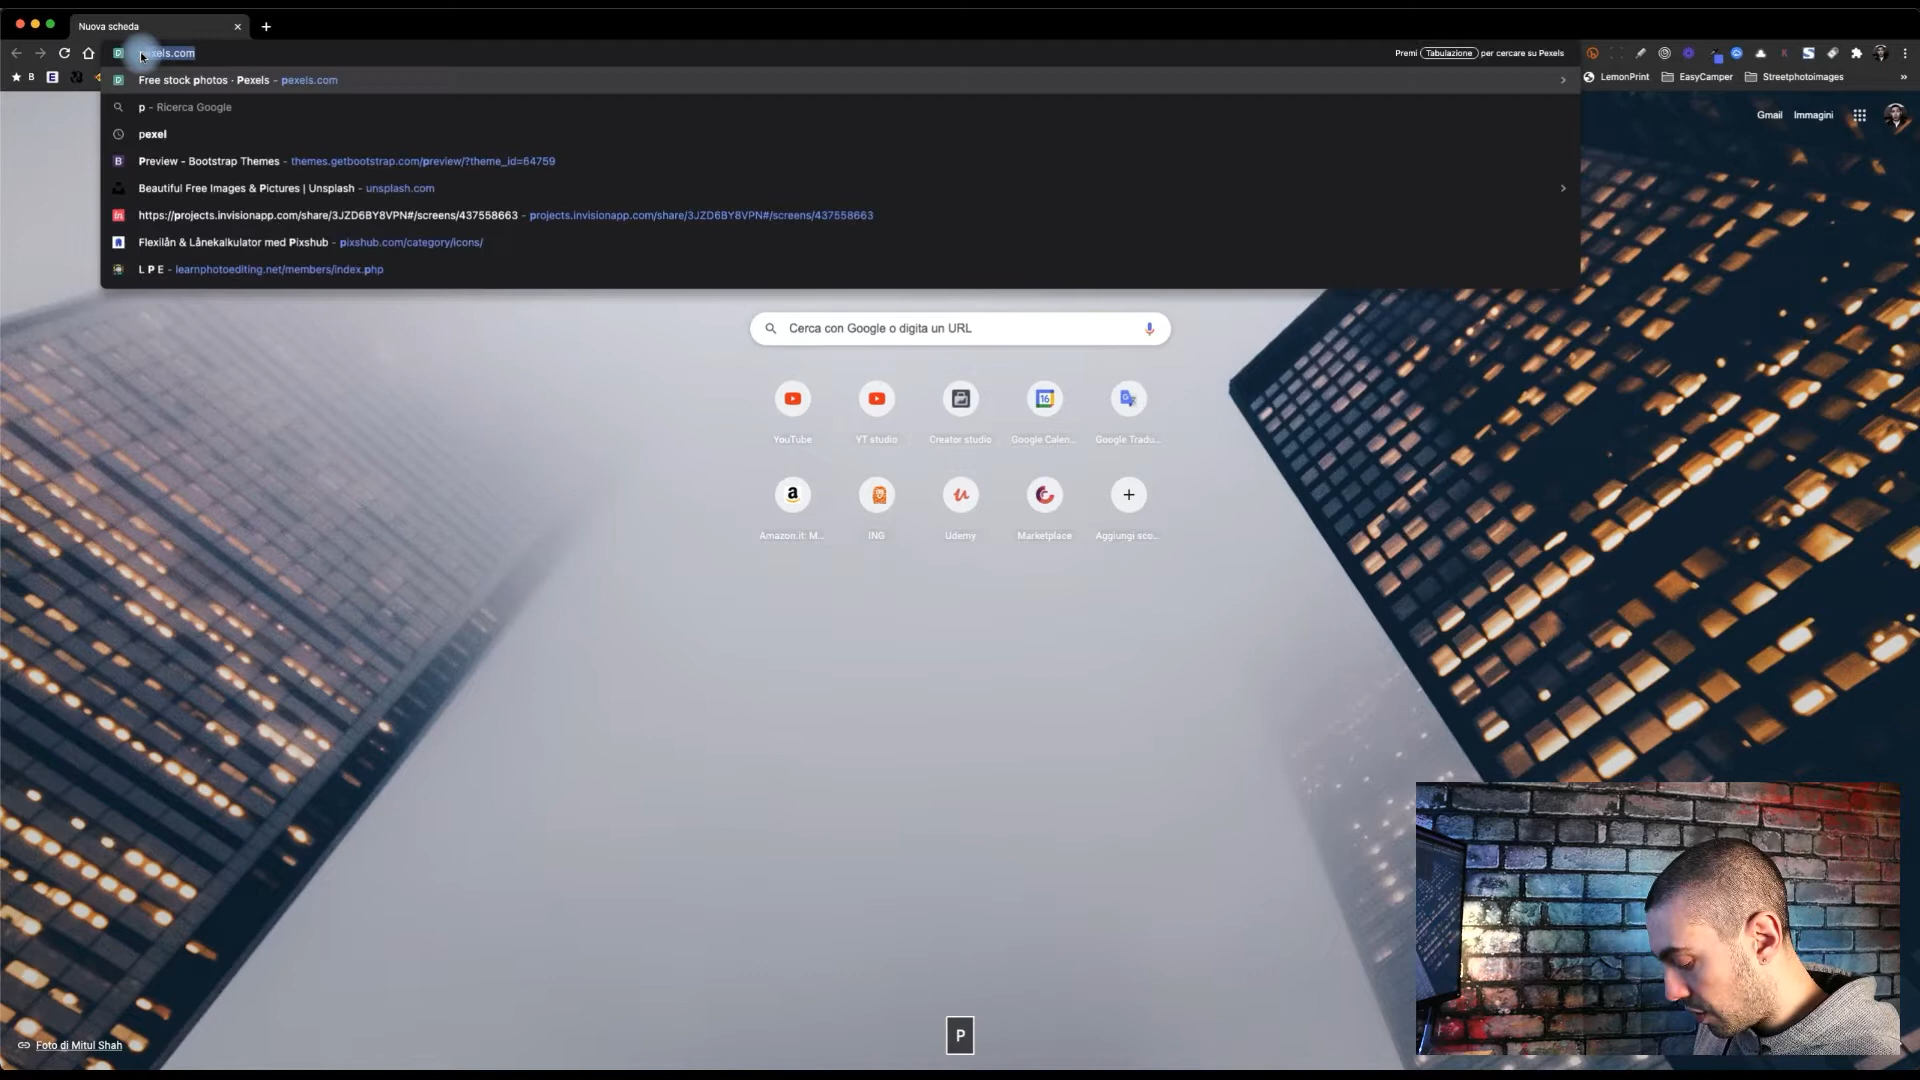 Nuova scheda
pexels.com
Premi Tabulazione per cercare su Pexels
B
LemonPrint
EasyCamper
Streetphotoimages
Free stock photos · Pexels - pexels.com
p - Ricerca Google
pexel
Preview - Bootstrap Themes - themes.getbootstrap.com/preview/?theme_id=64759
Beautiful Free Images & Pictures | Unsplash - unsplash.com
https://projects.invisionapp.com/share/3JZD6BY8VPN#/screens/437558663 - projects.invisionapp.com/share/3JZD6BY8VPN#/screens/437558663
Flexilån & Lånekalkulator med Pixshub - pixshub.com/category/icons/
L P E - learnphotoediting.net/members/index.php
Gmail Immagini
Cerca con Google o digita un URL
YouTube YT studio Creator studio Google Calen... Google Tradu...
Amazon.it: M... ING Udemy Marketplace Aggiungi sco...
P
Foto di Mitul Shah